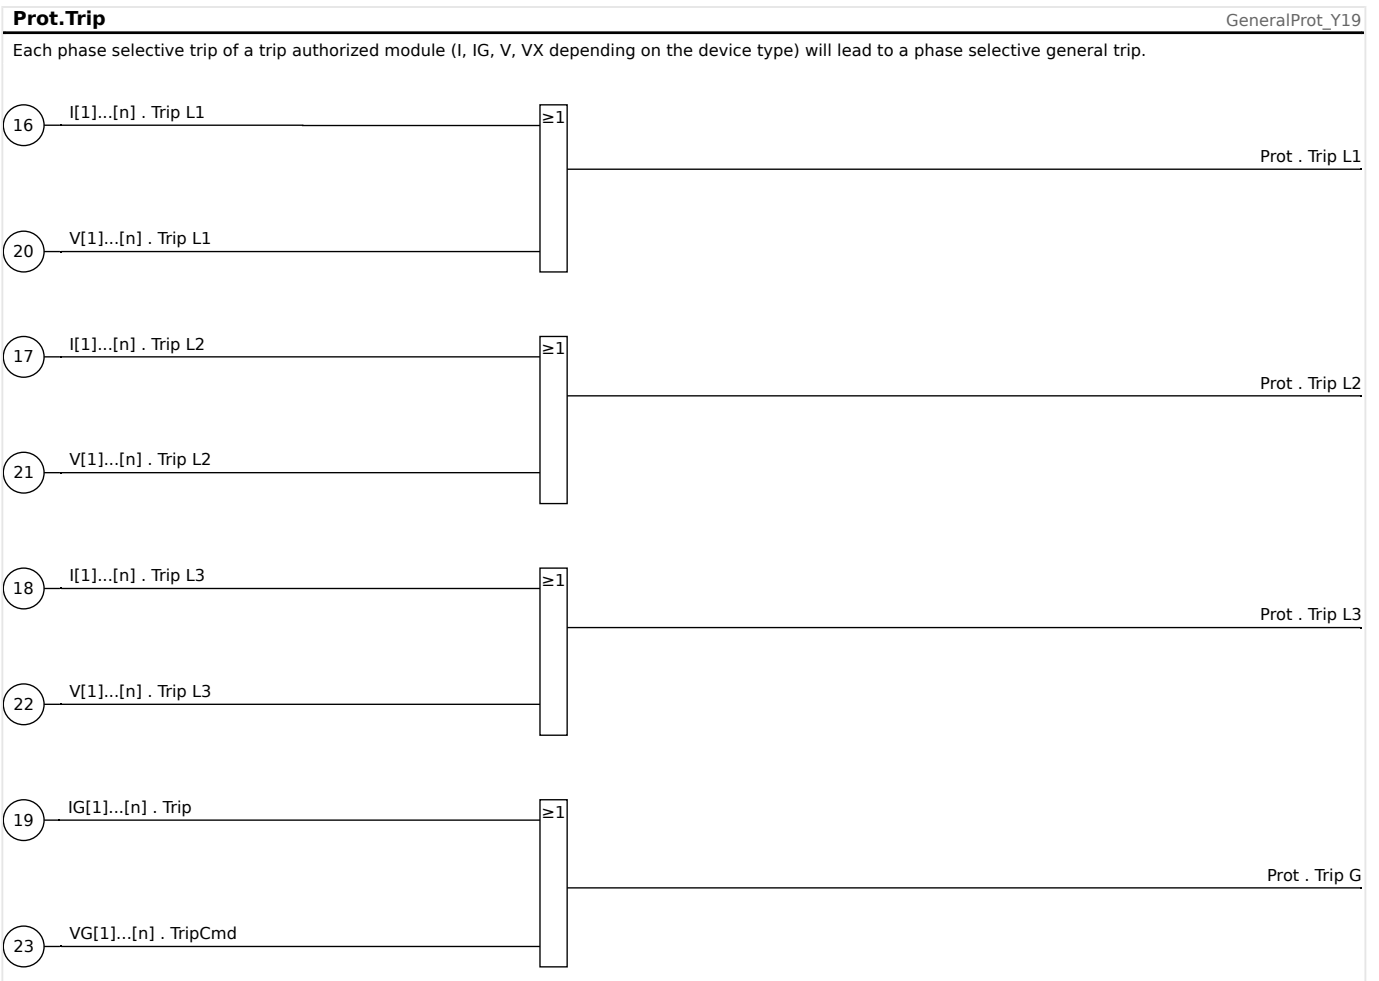 Prot.Trip
GeneralProt_Y19
Each phase selective trip of a trip authorized module (I, IG, V, VX depending on the device type) will lead to a phase selective general trip.
16
I[1]...[n] . Trip L1
≥1
Prot . Trip L1
20
V[1]...[n] . Trip L1
17
I[1]...[n] . Trip L2
≥1
Prot . Trip L2
21
V[1]...[n] . Trip L2
18
I[1]...[n] . Trip L3
≥1
Prot . Trip L3
22
V[1]...[n] . Trip L3
19
IG[1]...[n] . Trip
≥1
Prot . Trip G
23
VG[1]...[n] . TripCmd